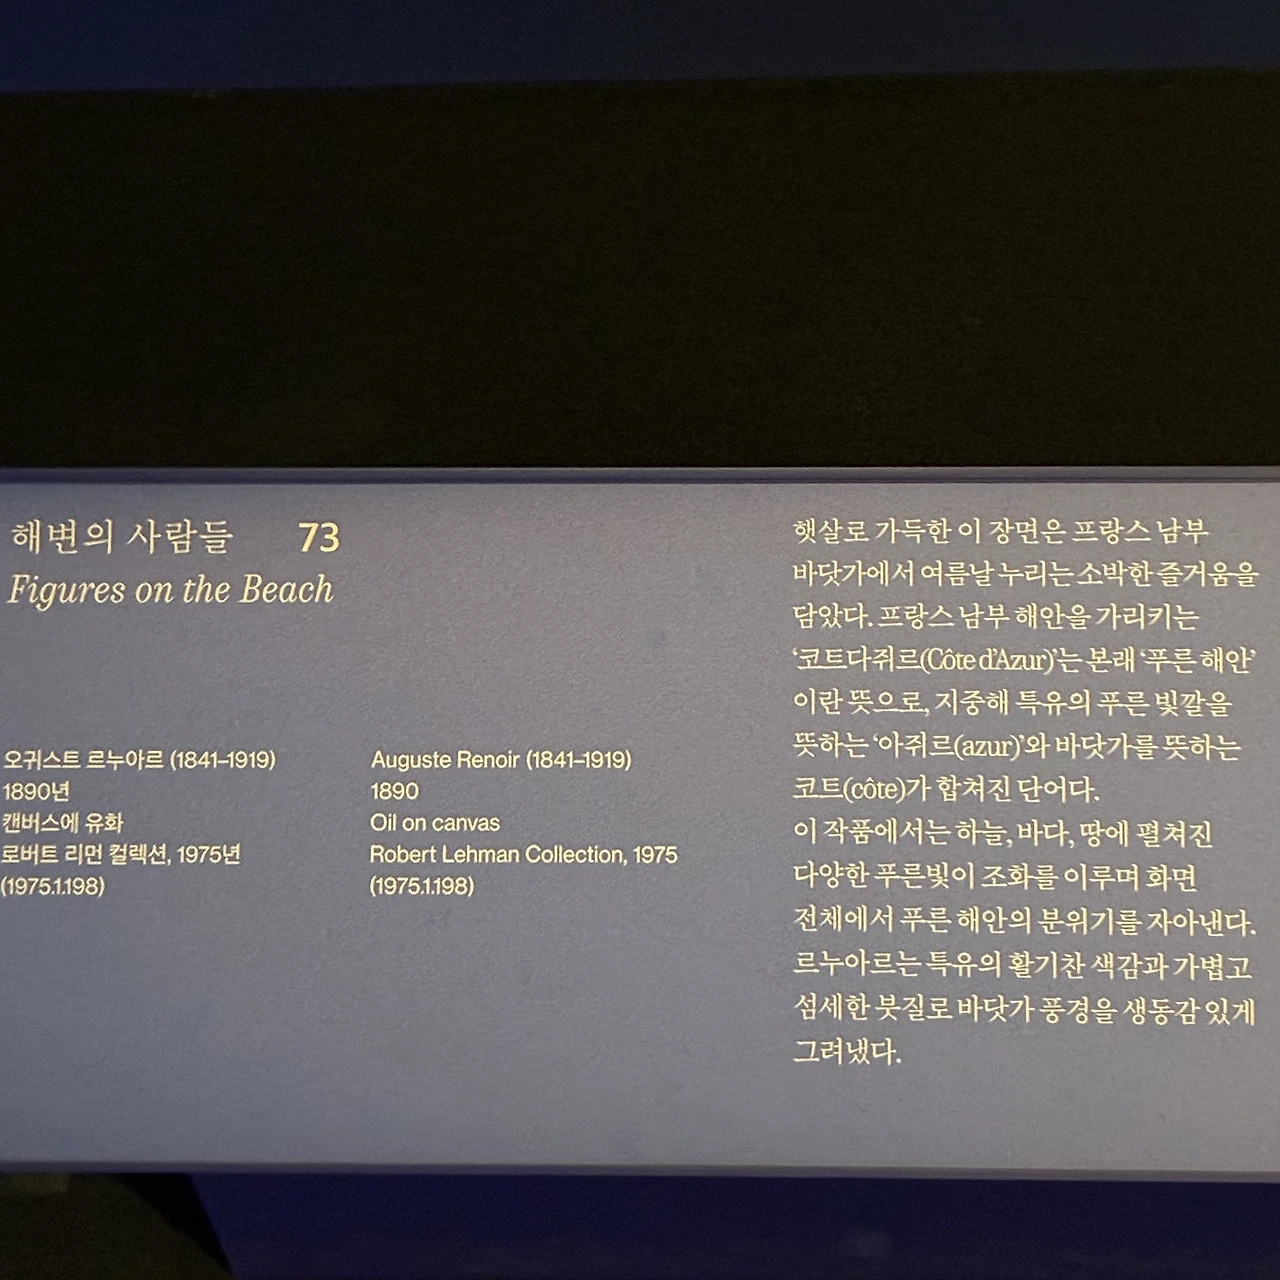 해변의 사람들 73
Figures on the Beach
오귀스트 르누아르 (1841–1919)
1890년
캔버스에 유화
로버트 리먼 컬렉션, 1975년
(1975.1.198)
Auguste Renoir (1841–1919)
1890
Oil on canvas
Robert Lehman Collection, 1975
(1975.1.198)
햇살로 가득한 이 장면은 프랑스 남부
바닷가에서 여름날 누리는 소박한 즐거움을
담았다. 프랑스 남부 해안을 가리키는
‘코트다쥐르(Côte d’Azur)’는 본래 ‘푸른 해안’
이란 뜻으로, 지중해 특유의 푸른 빛깔을
뜻하는 ‘아쥐르(azur)’와 바닷가를 뜻하는
코트(côte)가 합쳐진 단어다.
이 작품에서는 하늘, 바다, 땅에 펼쳐진
다양한 푸른빛이 조화를 이루며 화면
전체에서 푸른 해안의 분위기를 자아낸다.
르누아르는 특유의 활기찬 색감과 가볍고
섬세한 붓질로 바닷가 풍경을 생동감 있게
그려냈다.